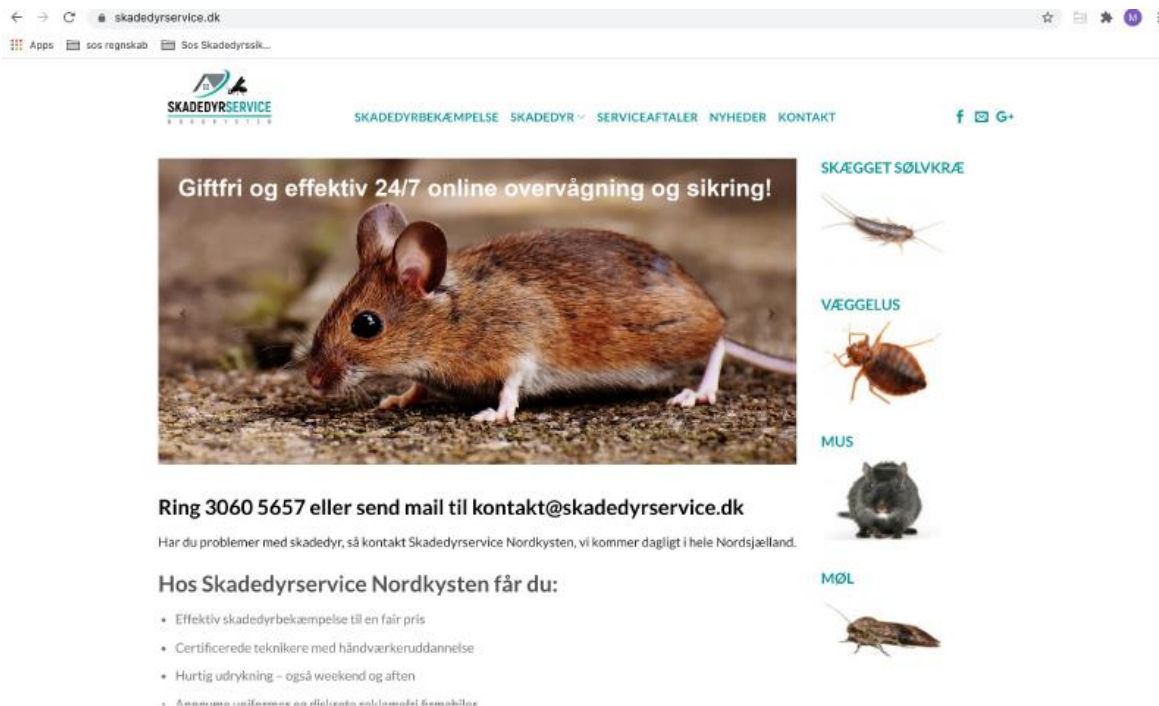 skadedyrservice.dk
M
Apps
sos regnskab
Sos Skadedyrssik...
SKADEDYRSERVICE
NORDKYSTEN
SKADEDYRBEKÆMPELSE SKADEDYR SERVICEAFTALER NYHEDER KONTAKT
f G+
Giftfri og effektiv 24/7 online overvågning og sikring!
SKÆGGET SØLVKRÆ
VÆGGELUS
MUS
MØL
Ring 3060 5657 eller send mail til kontakt@skadedyrservice.dk
Har du problemer med skadedyr, så kontakt Skadedyrservice Nordkysten, vi kommer dagligt i hele Nordsjælland.
Hos Skadedyrservice Nordkysten får du:
• Effektiv skadedyrbekæmpelse til en fair pris
• Certificerede teknikere med håndværkeruddannelse
• Hurtig udrykning – også weekend og aften